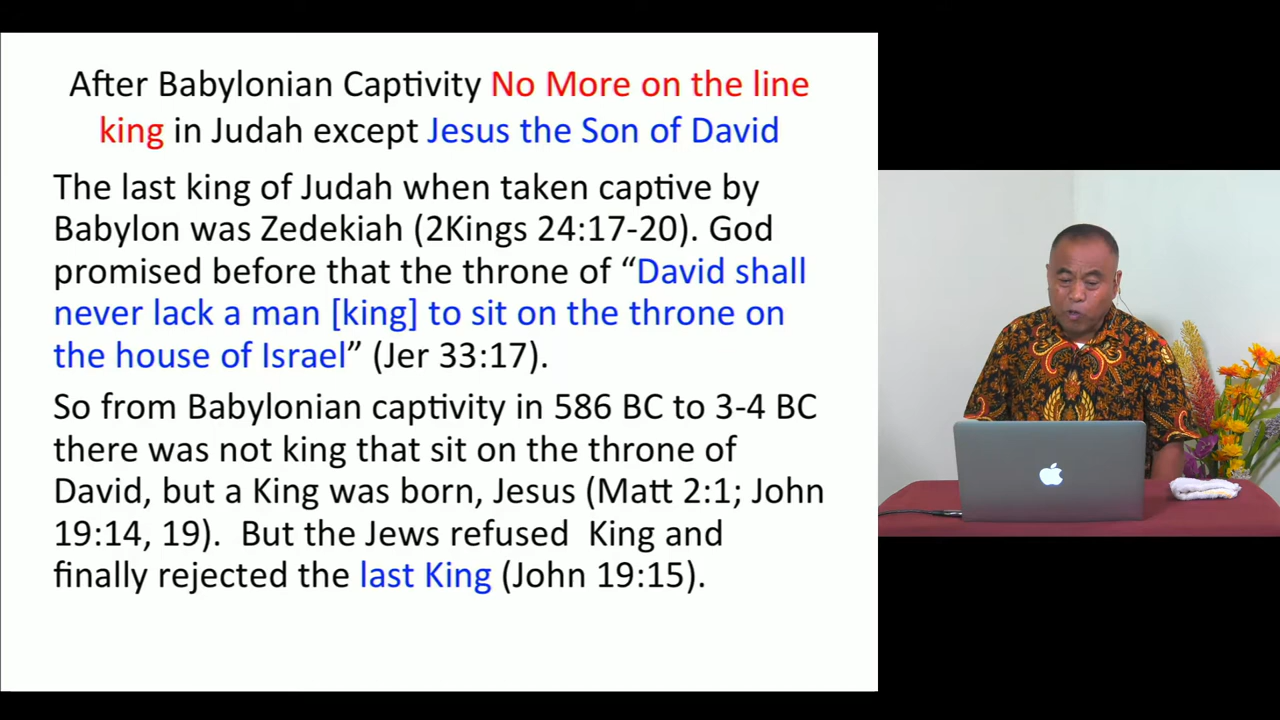 After Babylonian Captivity No More on the line
king in Judah except Jesus the Son of David
The last king of Judah when taken captive by
Babylon was Zedekiah (2Kings 24:17-20). God
promised before that the throne of “David shall
never lack a man [king] to sit on the throne on
the house of Israel” (Jer 33:17).
So from Babylonian captivity in 586 BC to 3-4 BC
there was not king that sit on the throne of
David, but a King was born, Jesus (Matt 2:1; John
19:14, 19).  But the Jews refused  King and
finally rejected the last King (John 19:15).